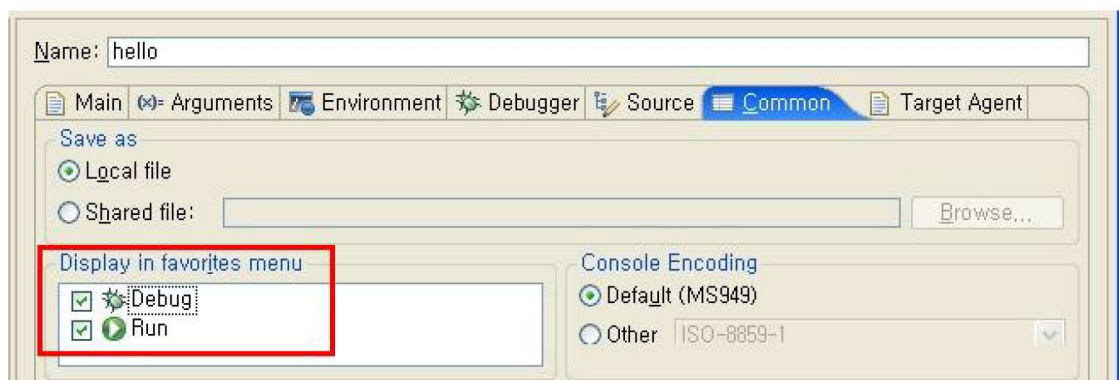 Name: hello
Main (x)= Arguments Environment Debugger Source Common Target Agent
Save as
Local file
Shared file: Browse...
Display in favorites menu
Debug
Run
Console Encoding
Default (MS949)
Other ISO-8859-1